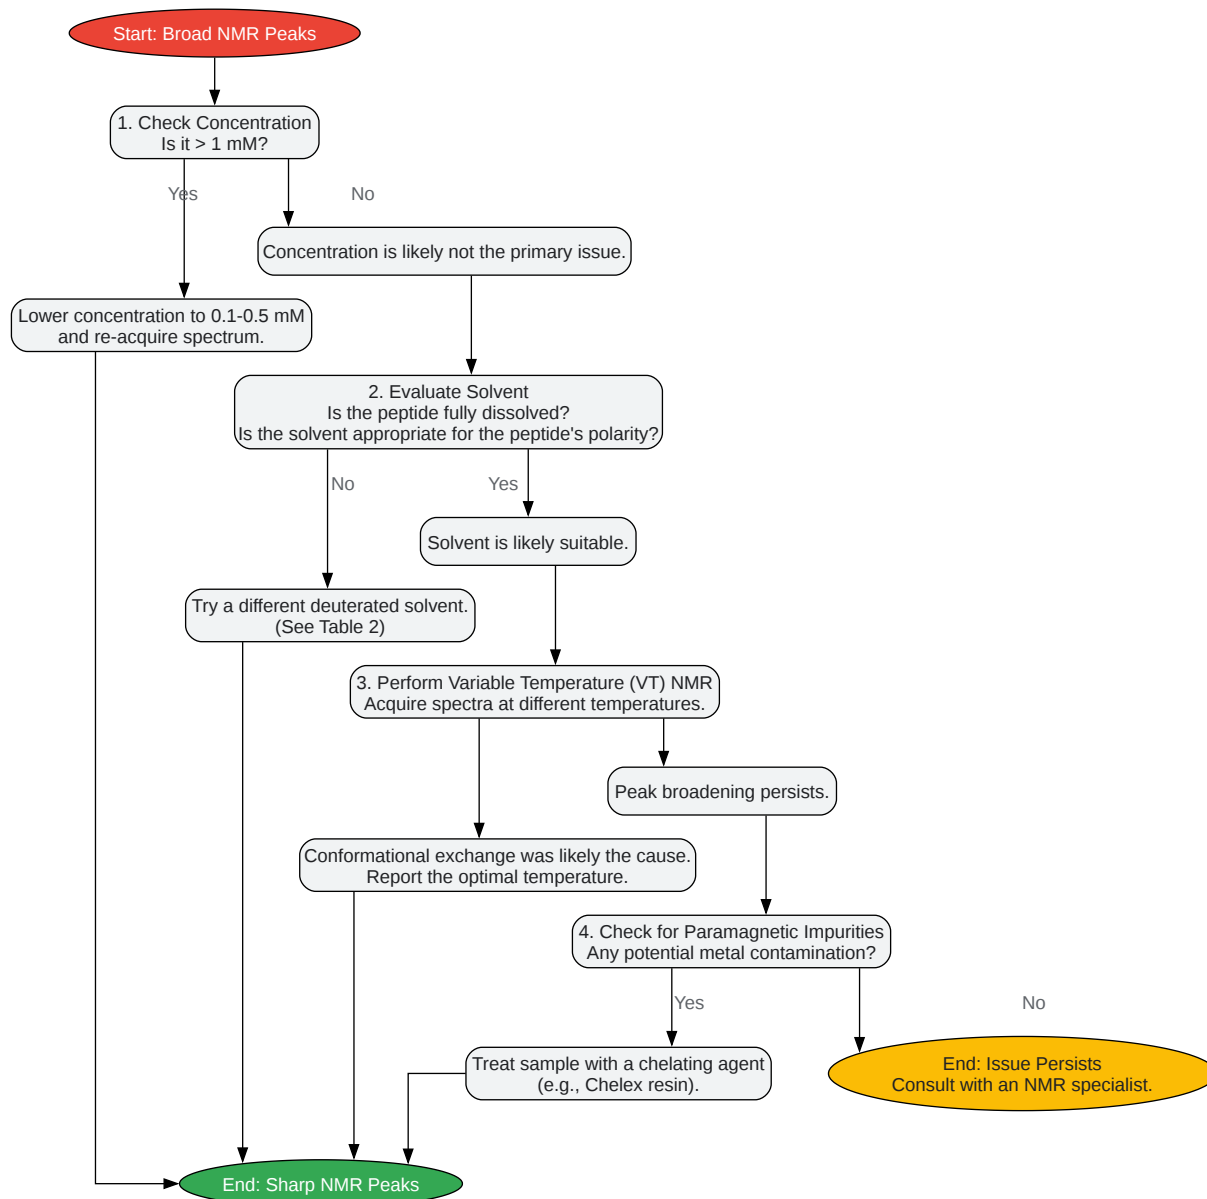 Start: Broad NMR Peaks
1. Check Concentration
Is it > 1 mM?
Yes
No
Concentration is likely not the primary issue.
Lower concentration to 0.1-0.5 mM
and re-acquire spectrum.
2. Evaluate Solvent
Is the peptide fully dissolved?
Is the solvent appropriate for the peptide's polarity?
No
Yes
Solvent is likely suitable.
Try a different deuterated solvent.
(See Table 2)
3. Perform Variable Temperature (VT) NMR
Acquire spectra at different temperatures.
Peak broadening persists.
Conformational exchange was likely the cause.
Report the optimal temperature.
4. Check for Paramagnetic Impurities
Any potential metal contamination?
Yes
No
Treat sample with a chelating agent
(e.g., Chelex resin).
End: Issue Persists
Consult with an NMR specialist.
End: Sharp NMR Peaks